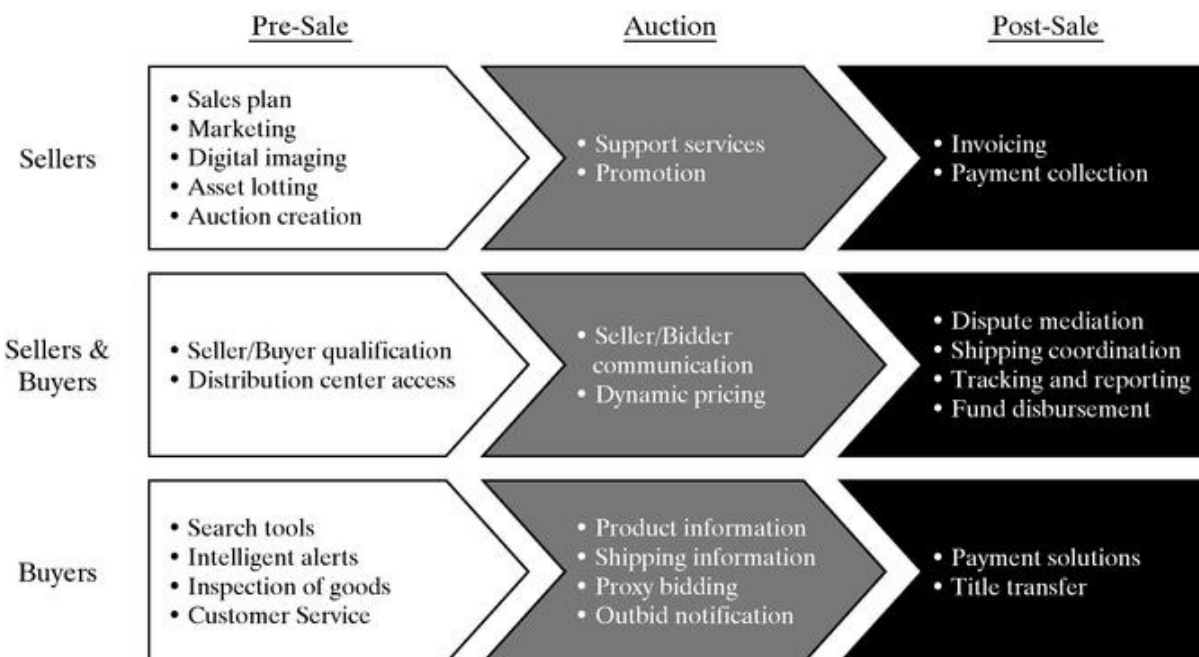 Pre-Sale
Auction
Post-Sale
Sellers
• Sales plan
• Marketing
• Digital imaging
• Asset lotting
• Auction creation
• Support services
• Promotion
• Invoicing
• Payment collection
Sellers &
Buyers
• Seller/Buyer qualification
• Distribution center access
• Seller/Bidder
communication
• Dynamic pricing
• Dispute mediation
• Shipping coordination
• Tracking and reporting
• Fund disbursement
Buyers
• Search tools
• Intelligent alerts
• Inspection of goods
• Customer Service
• Product information
• Shipping information
• Proxy bidding
• Outbid notification
• Payment solutions
• Title transfer